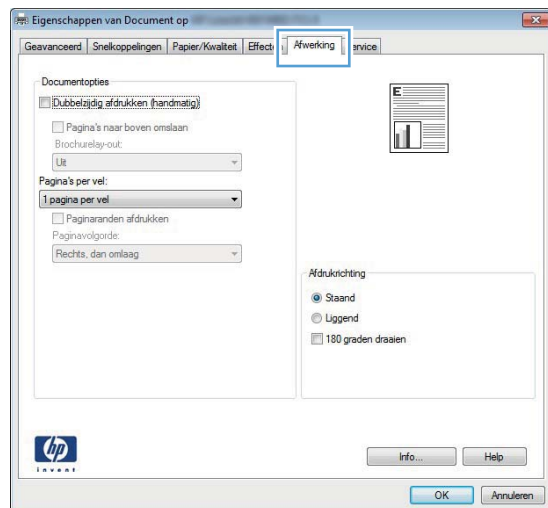 Eigenschappen van Document op
Geavanceerd Snelkoppelingen Papier/Kwaliteit Afwerking ervice
Documentopties
Dubbelzijdig afdrukken (handmatig)
Pagina's naar boven omslaan
Brochurelay-out:
Uit
Pagina's per vel:
1 pagina per vel
Paginaranden afdrukken
Paginavolgorde:
Rechts, dan omlaag
E
Afdrukrichting
Staand
Liggend
180 graden draaien
hp
invent
Info... Help
OK Annuleren